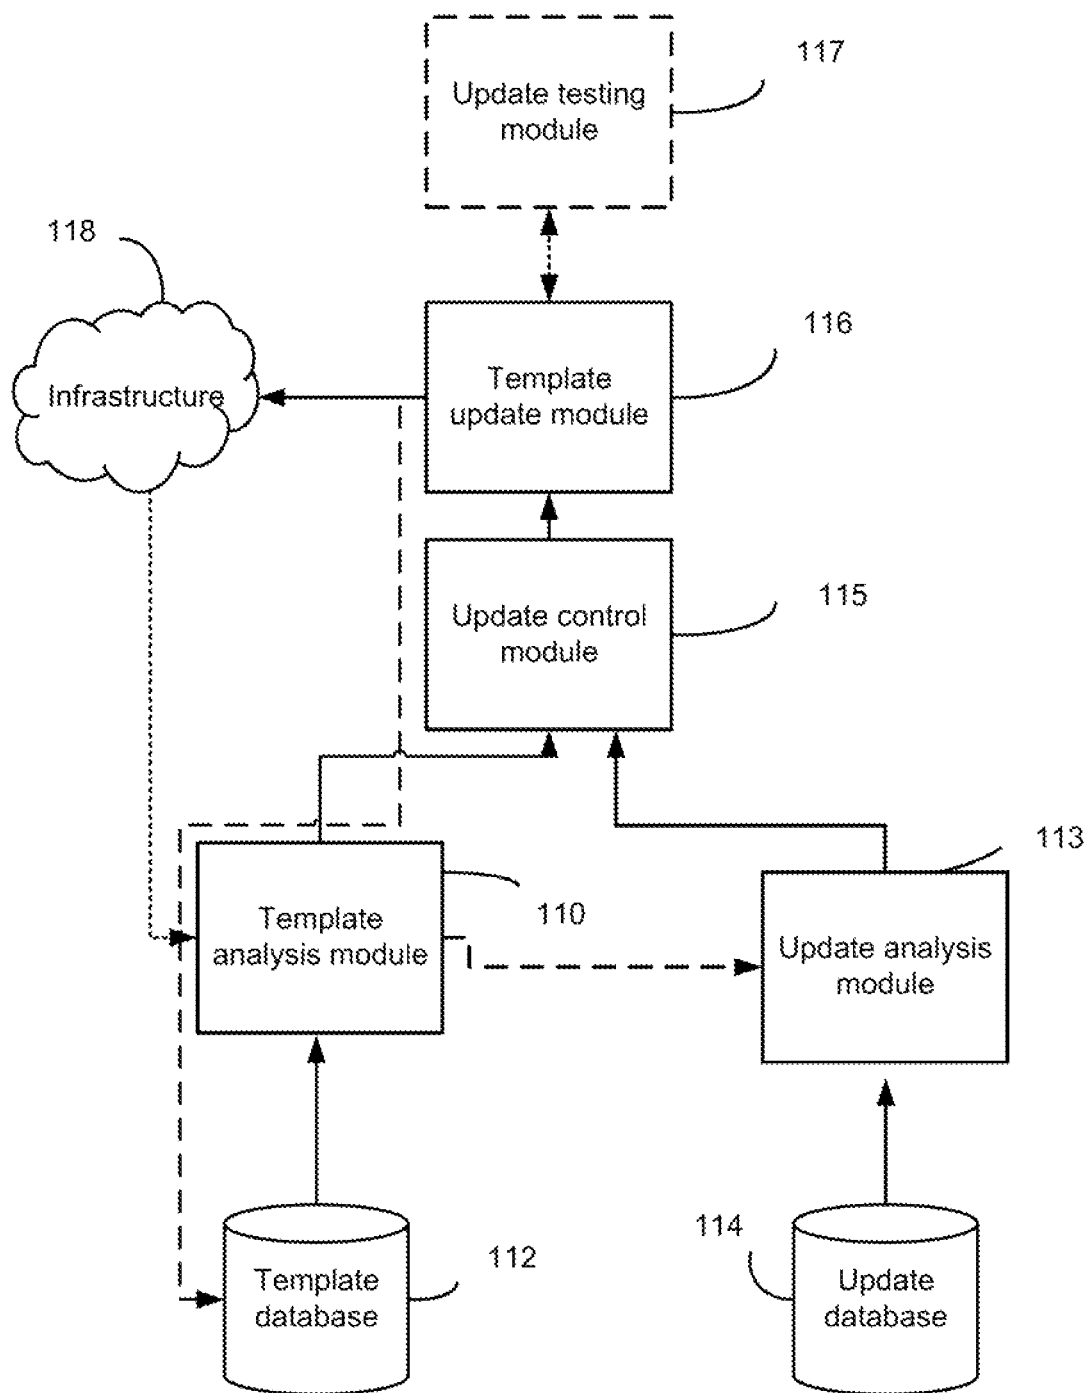 117
Update testing
module
118
116
Infrastructure
Template
update module
115
Update control
module
113
110
Template
analysis module
Update analysis
module
114
112
Template
database
Update
database